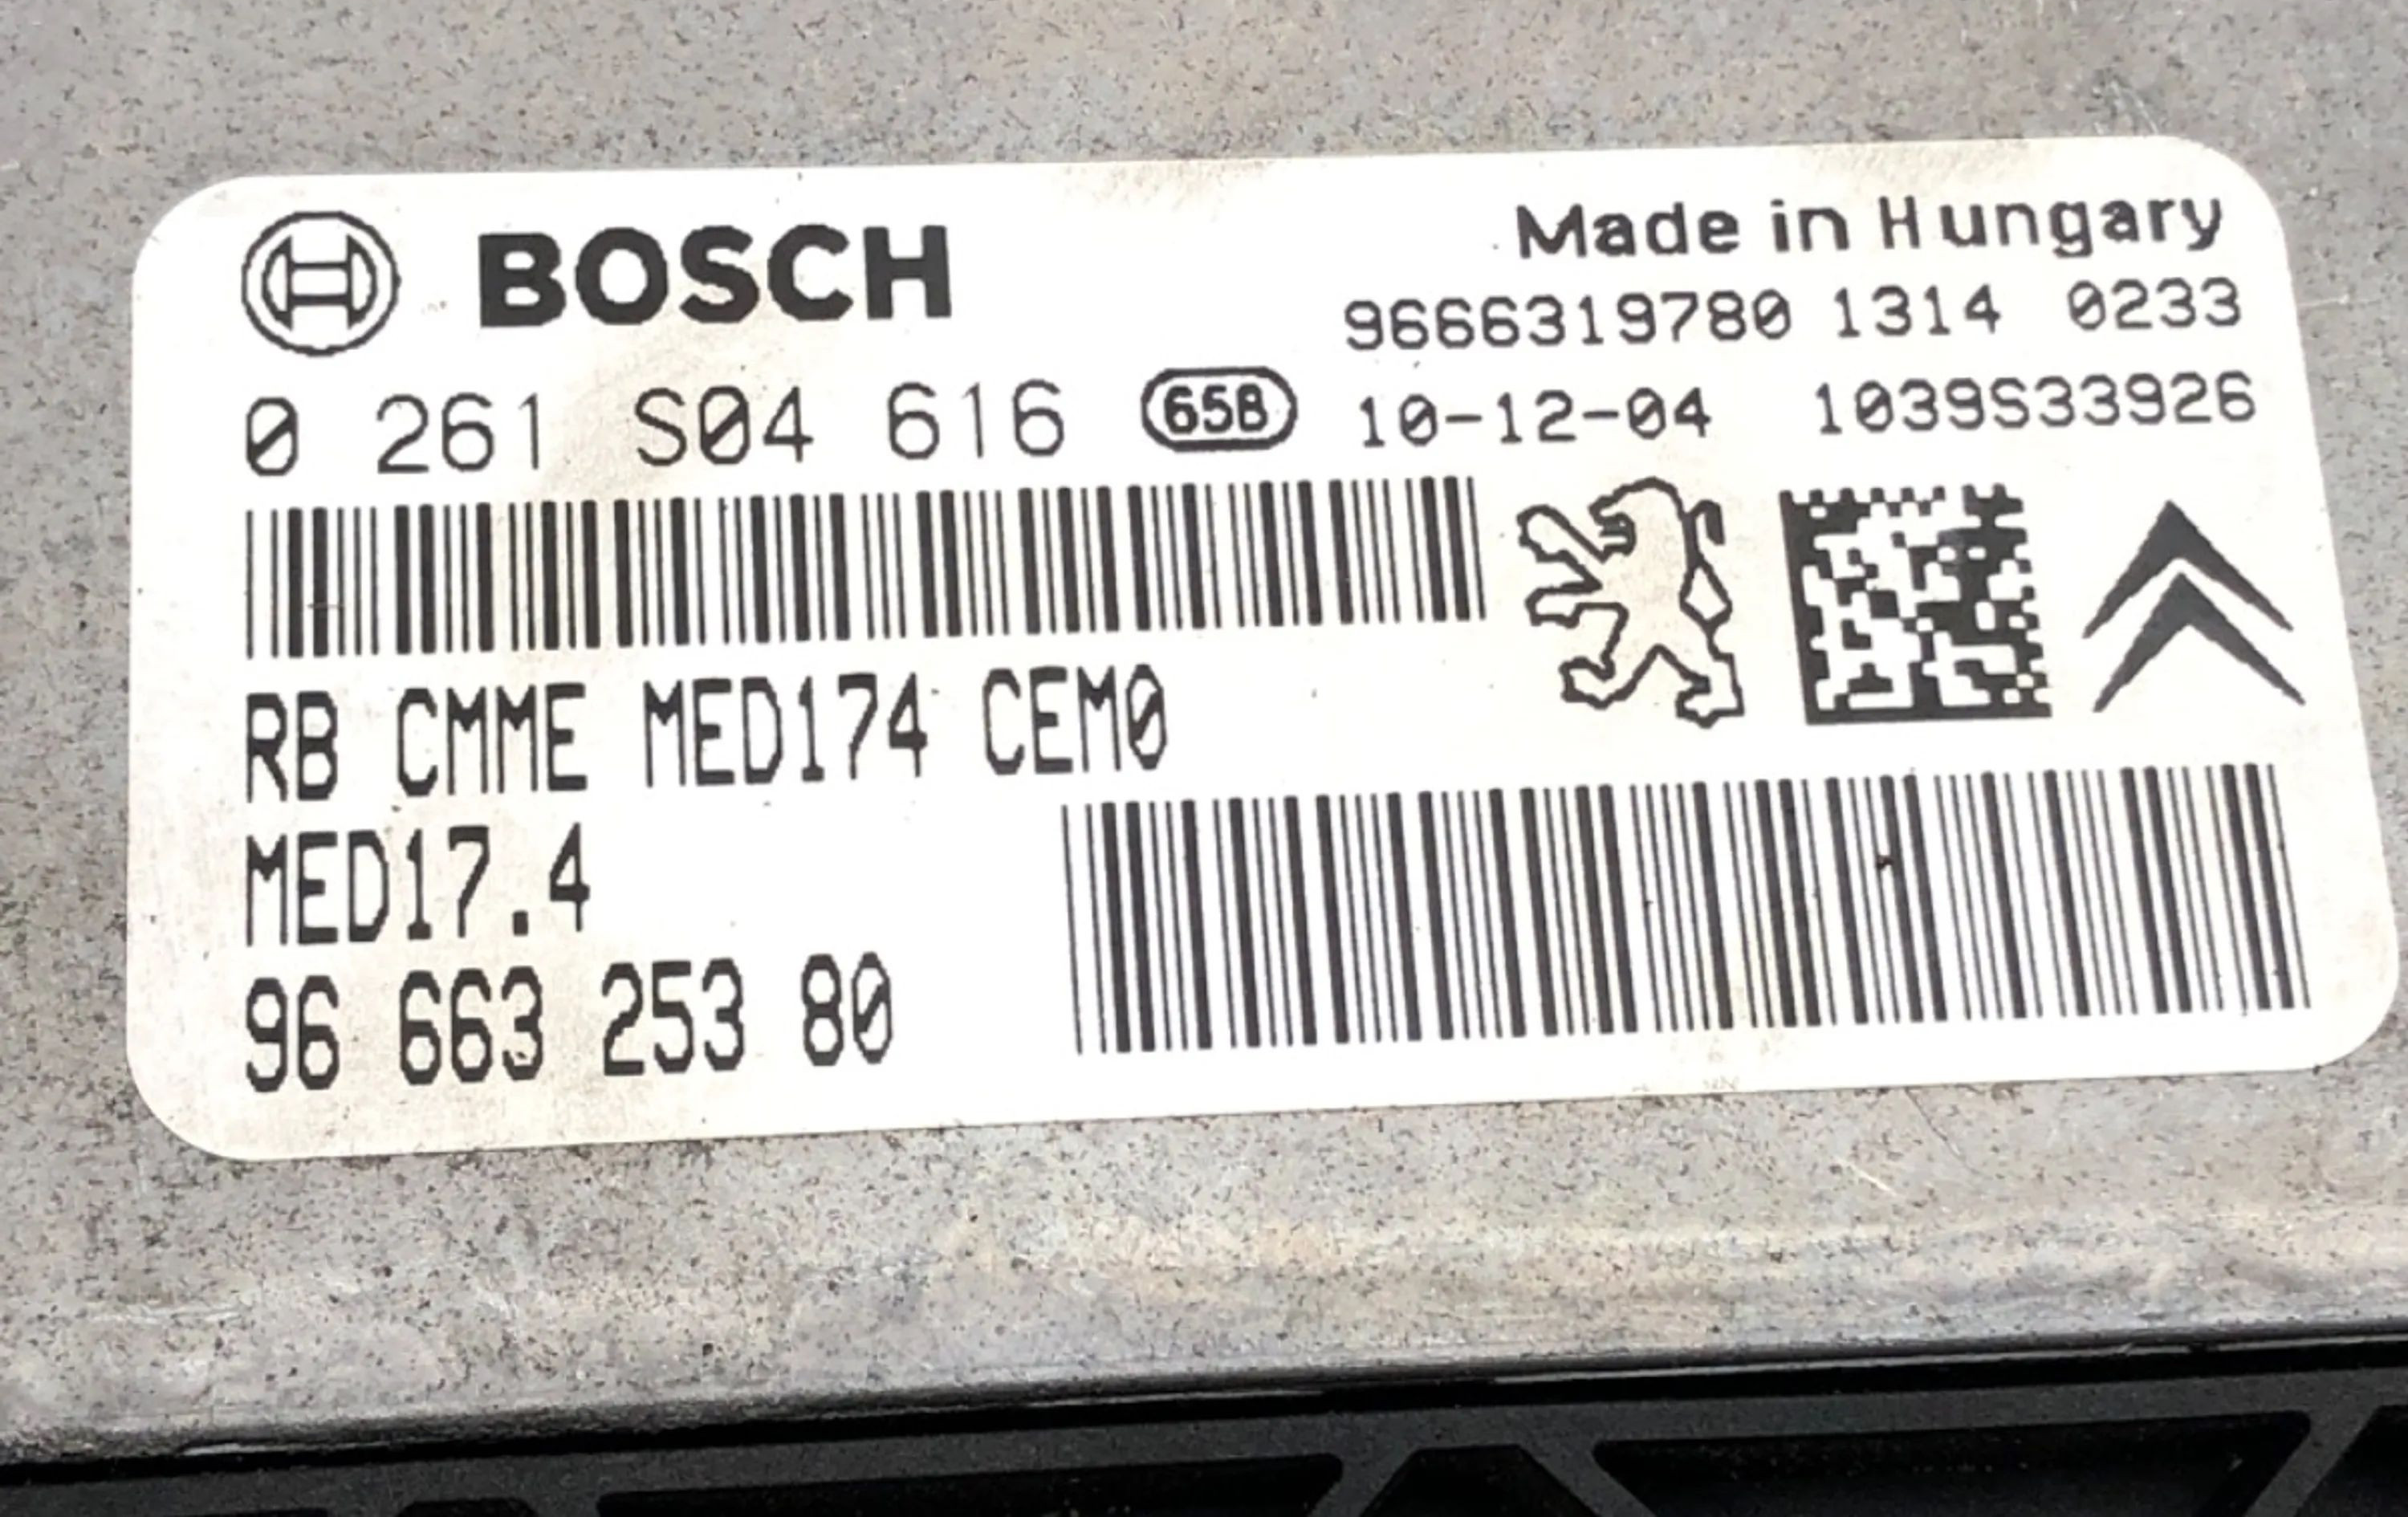 BOSCH
Made in Hungary
9666319780 1314 0233
0 261 S04 616 65B 10-12-04 1039S33926
RB CMME MED174 CEM0
MED17.4
96 663 253 80